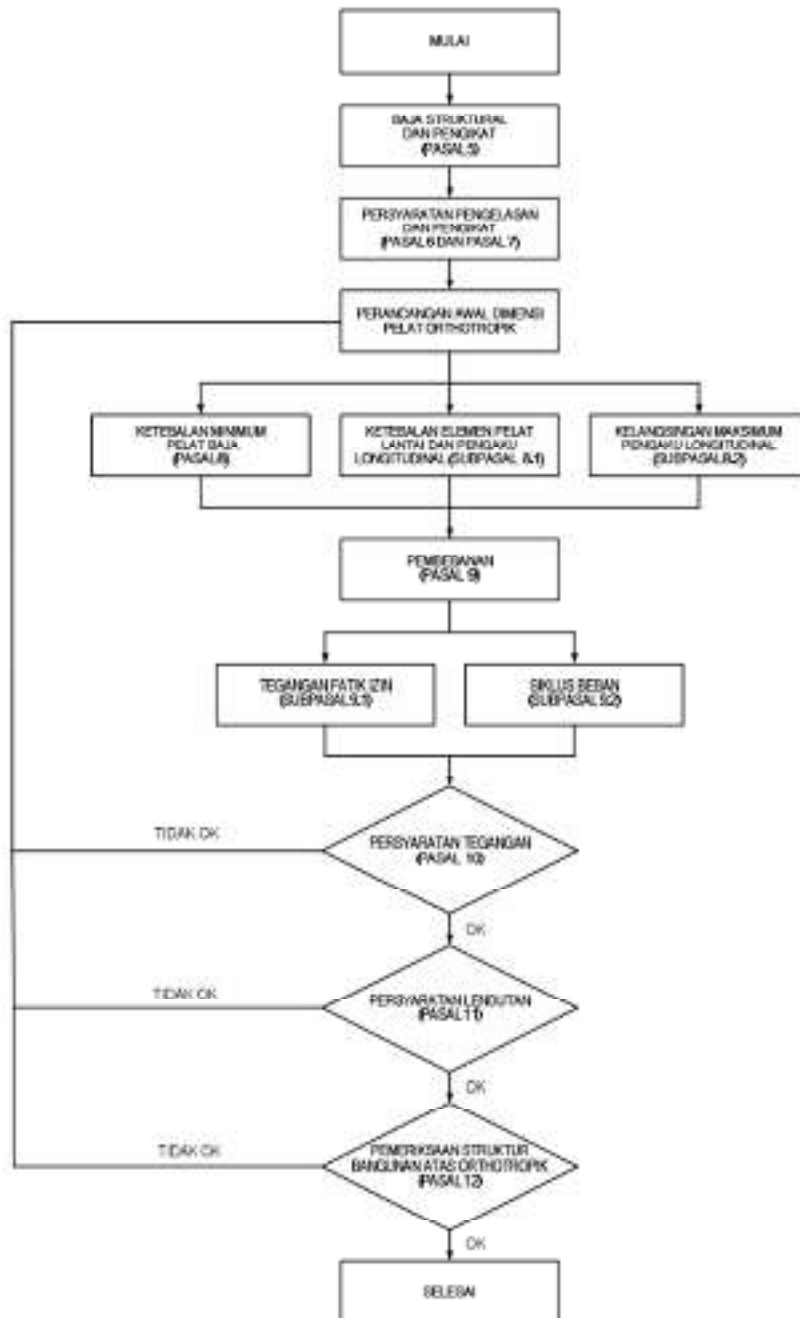 MULAI
BAJA STRUKTURAL
DAN PENGIKAT
(PASAL 5)
PERSYARATAN PENGELASAN
DAN PENGIKAT
(PASAL 6 DAN PASAL 7)
PERANCANGAN AWAL DIMENSI
PELAT ORTHOTROPIK
KETEBALAN MINIMUM
PELAT BAJA
(PASAL 8)
KETEBALAN ELEMEN PELAT
LANTAI DAN PENGAKU
LONGITUDINAL (SUBPASAL 8.1)
KELANGSINGAN MAKSIMUM
PENGAKU LONGITUDINAL
(SUBPASAL 8.2)
PEMBEBANAN
(PASAL 9)
TEGANGAN FATIK IZIN
(SUBPASAL 9.1)
SIKLUS BEBAN
(SUBPASAL 9.2)
TIDAK OK
PERSYARATAN TEGANGAN
(PASAL 10)
OK
TIDAK OK
PERSYARATAN LENDUTAN
(PASAL 11)
OK
TIDAK OK
PEMERIKSAAN STRUKTUR
BANGUNAN ATAS ORTHOTROPIK
(PASAL 12)
OK
SELESAI